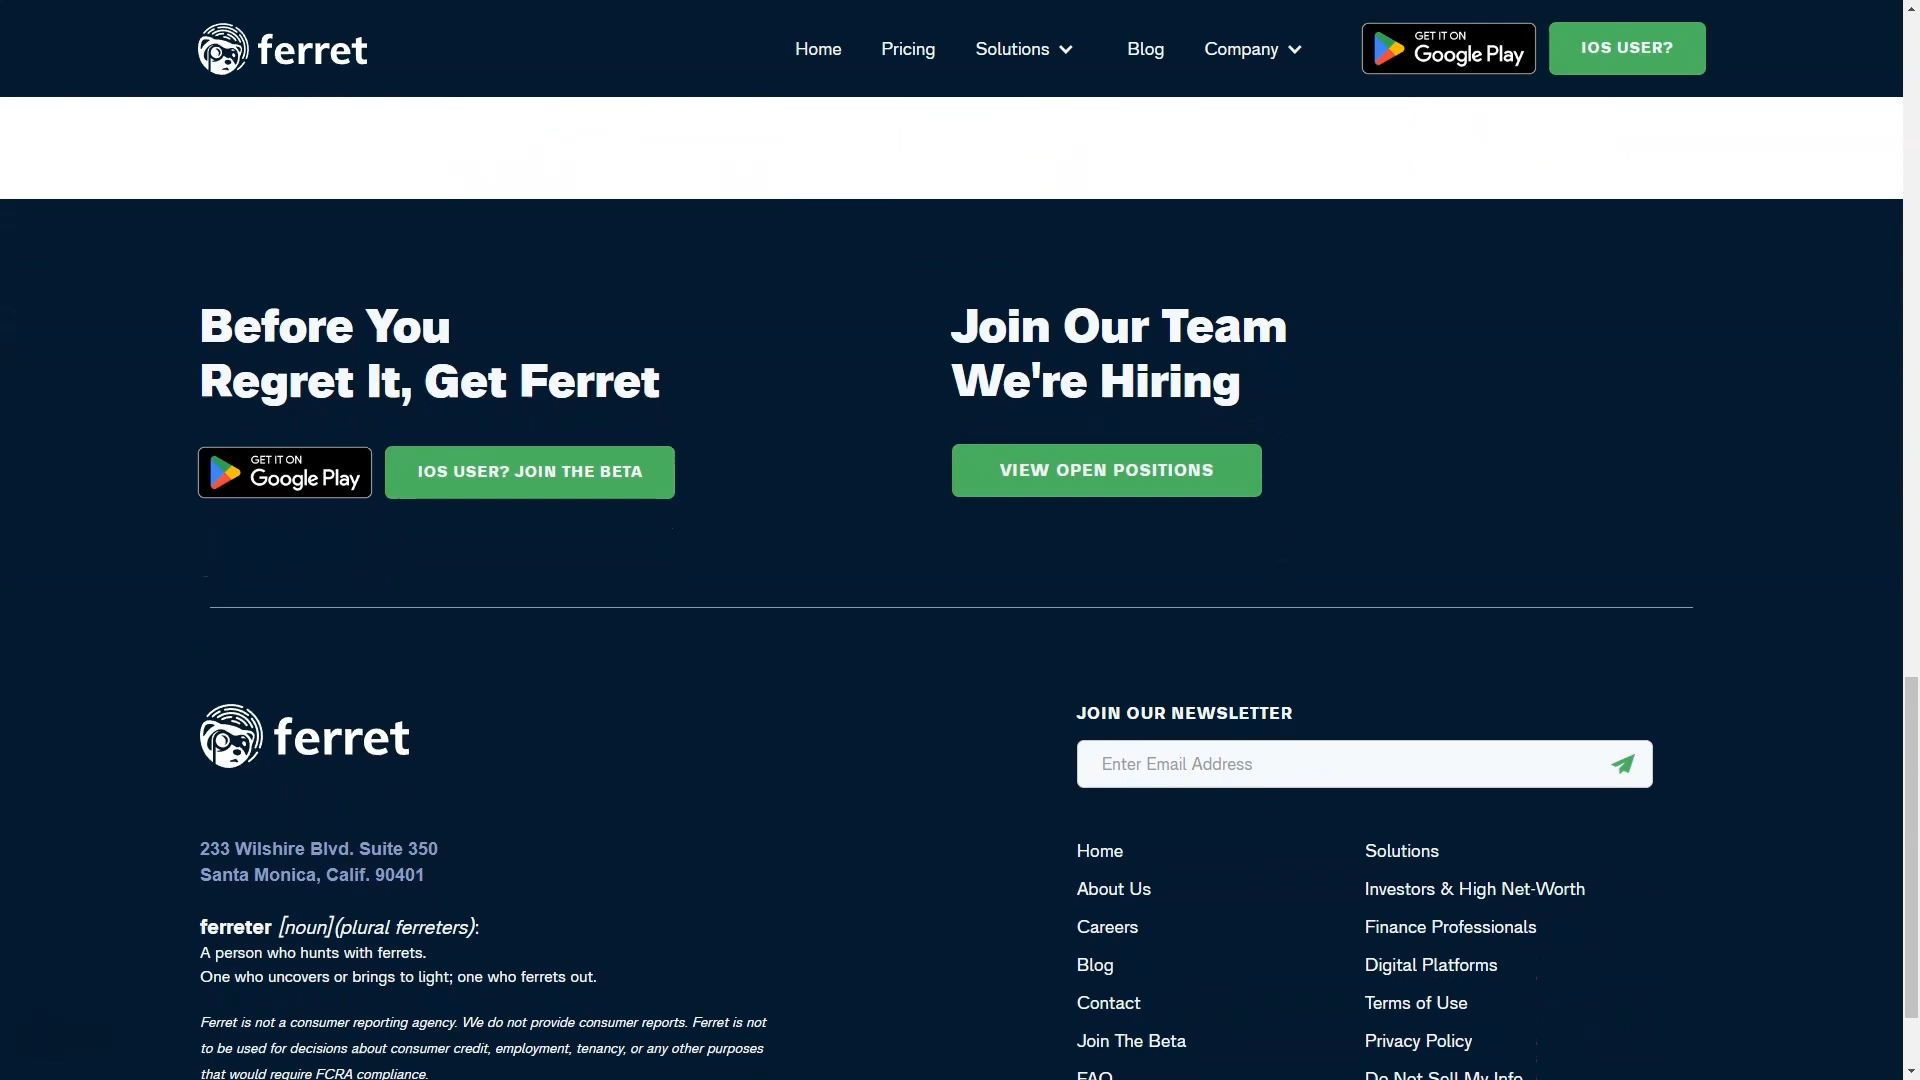 ferret
Home
Pricing
Solutions
Blog
Company
GET IT ON
Google Play
IOS USER?
Before You
Regret It, Get Ferret
GET IT ON
Google Play
IOS USER? JOIN THE BETA
Join Our Team
We're Hiring
VIEW OPEN POSITIONS
ferret
233 Wilshire Blvd. Suite 350
Santa Monica, Calif. 90401
ferreter [noun](plural ferreters):
A person who hunts with ferrets.
One who uncovers or brings to light; one who ferrets out.
Ferret is not a consumer reporting agency. We do not provide consumer reports. Ferret is not
to be used for decisions about consumer credit, employment, tenancy, or any other purposes
that would require FCRA compliance.
JOIN OUR NEWSLETTER
Enter Email Address
Home
About Us
Careers
Blog
Contact
Join The Beta
FAQ
Solutions
Investors & High Net-Worth
Finance Professionals
Digital Platforms
Terms of Use
Privacy Policy
Do Not Sell My Info